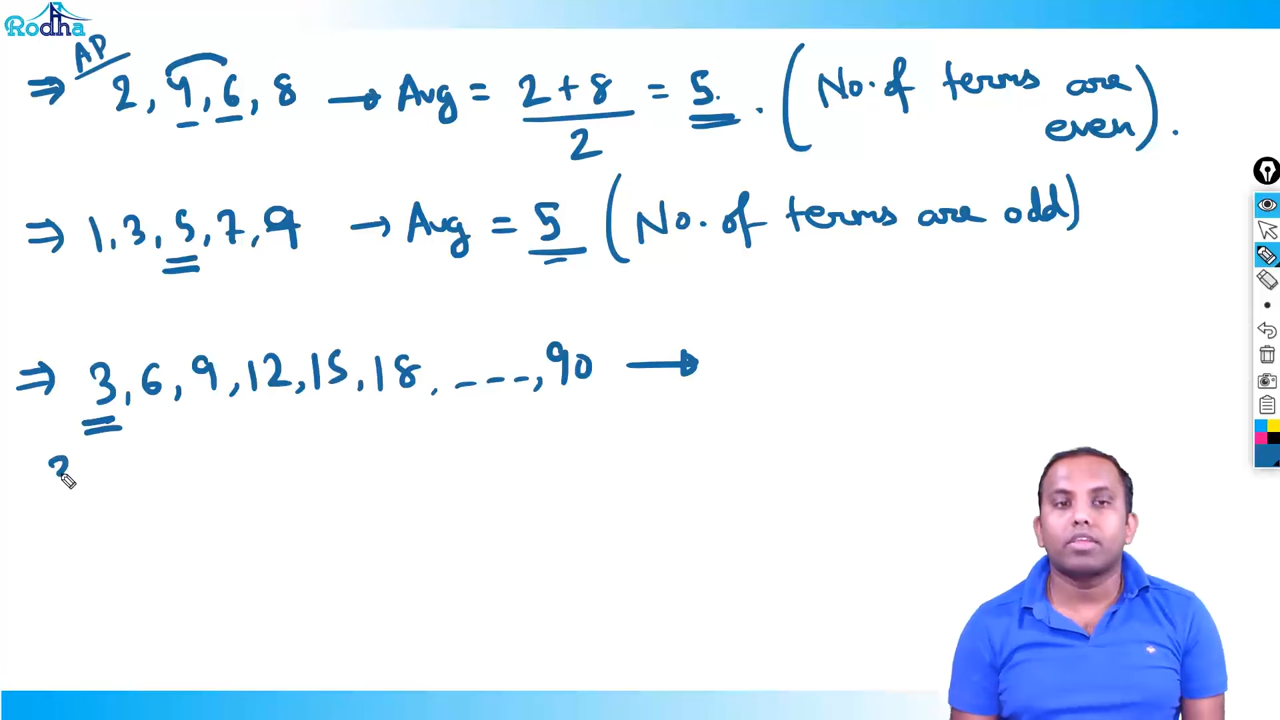 Rodha
AP
⇒ 2, 4, 6, 8 → Avg = 2 + 8 / 2 = 5. (No. of terms are even).
⇒ 1, 3, 5, 7, 9 → Avg = 5 (No. of terms are odd)
⇒ 3, 6, 9, 12, 15, 18, ---, 90 →